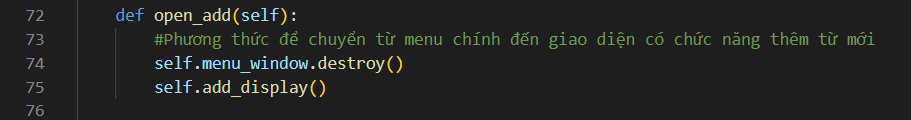 72 def open_add(self):
73 #Phương thức để chuyển từ menu chính đến giao diện có chức năng thêm từ mới
74 self.menu_window.destroy()
75 self.add_display()
76